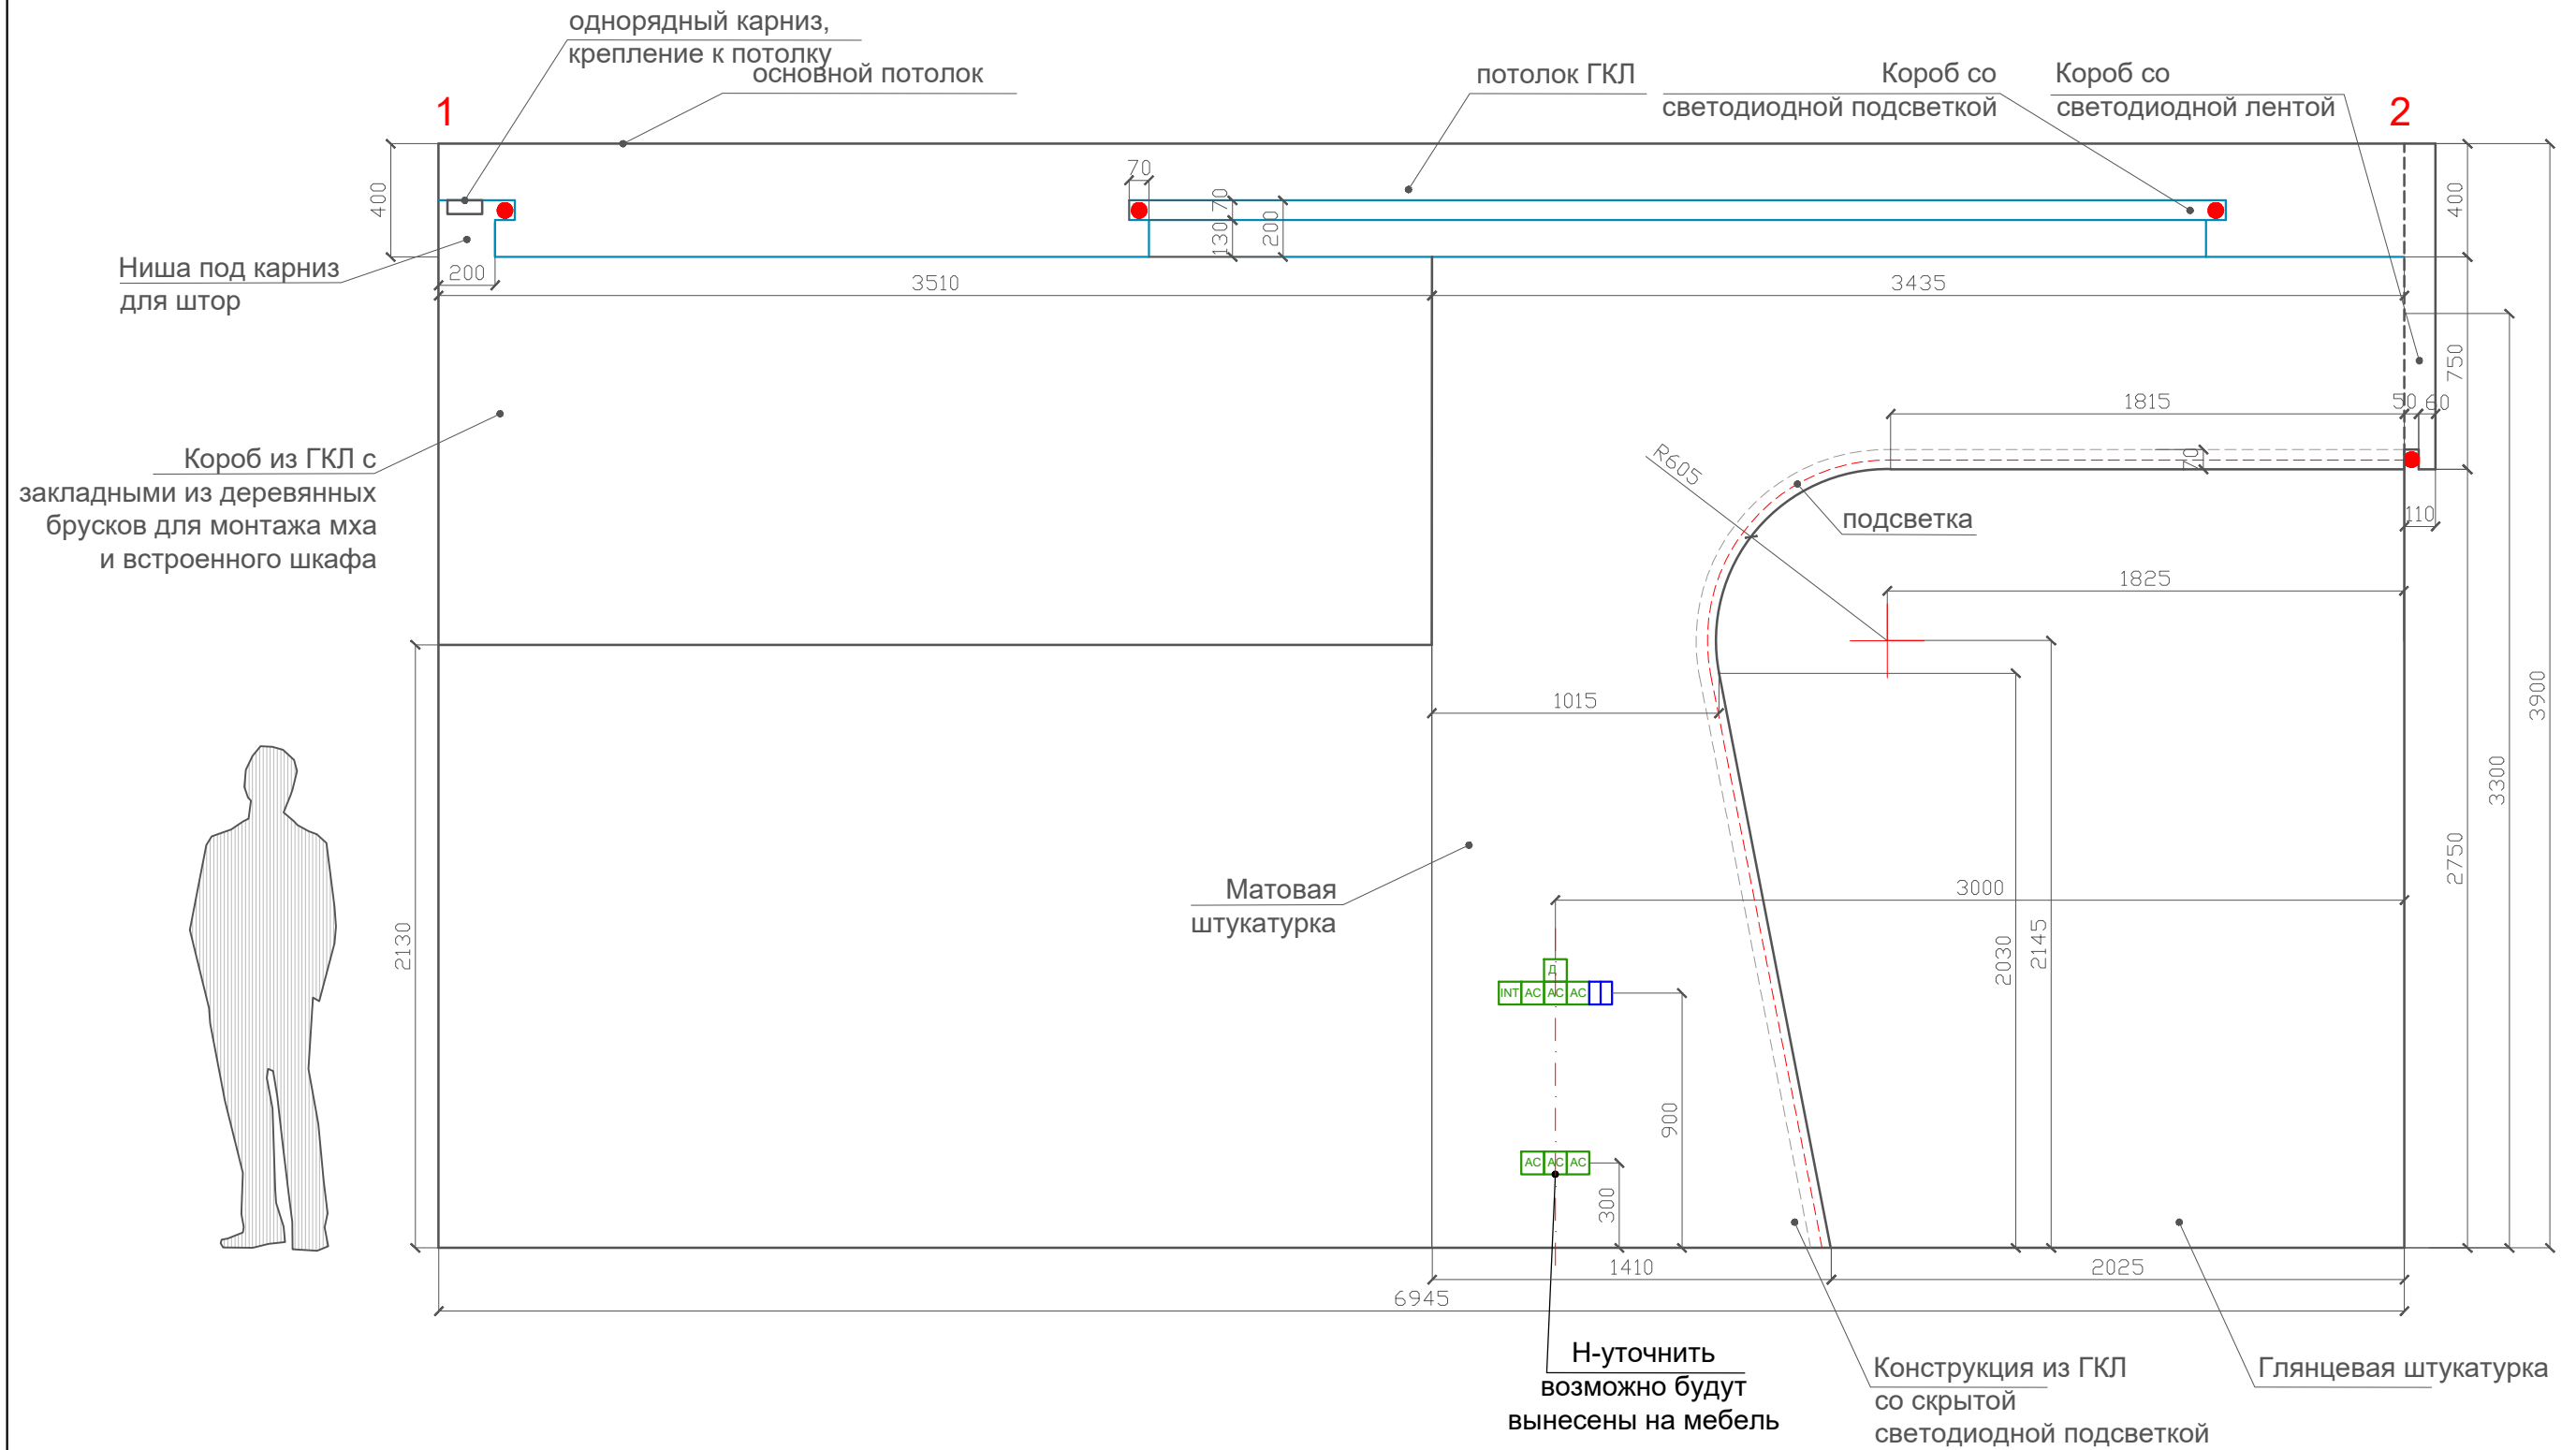 однорядный карниз,
крепление к потолку
основной потолок
потолок ГКЛ
Короб со
светодиодной подсветкой
Короб со
светодиодной лентой
1
2
400
70
70
130
200
400
Ниша под карниз
для штор
200
3510
3435
750
1815
50
60
R605
70
Короб из ГКЛ с
закладными из деревянных
брусков для монтажа мха
и встроенного шкафа
подсветка
110
1825
1015
3900
3300
2750
Матовая
штукатурка
3000
2130
2030
2145
Д
INT AC AC AC
900
AC AC AC
300
1410
2025
6945
Н-уточнить
возможно будут
вынесены на мебель
Конструкция из ГКЛ
со скрытой
светодиодной подсветкой
Глянцевая штукатурка